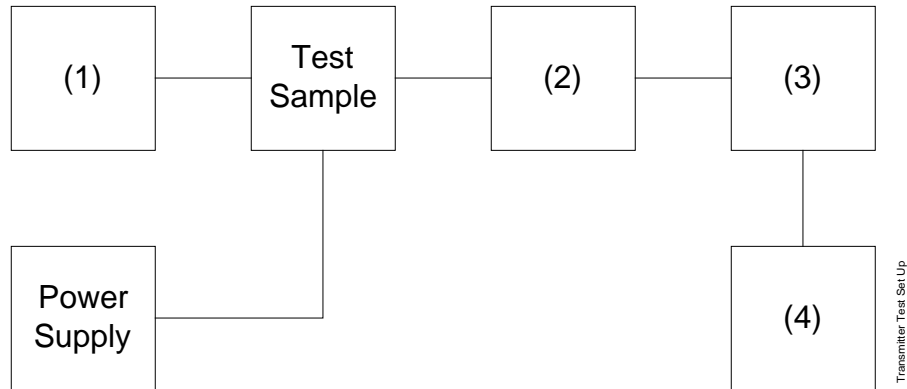 (1)
Test
Sample
(2)
(3)
Power
Supply
(4)
Transmitter Test Set Up